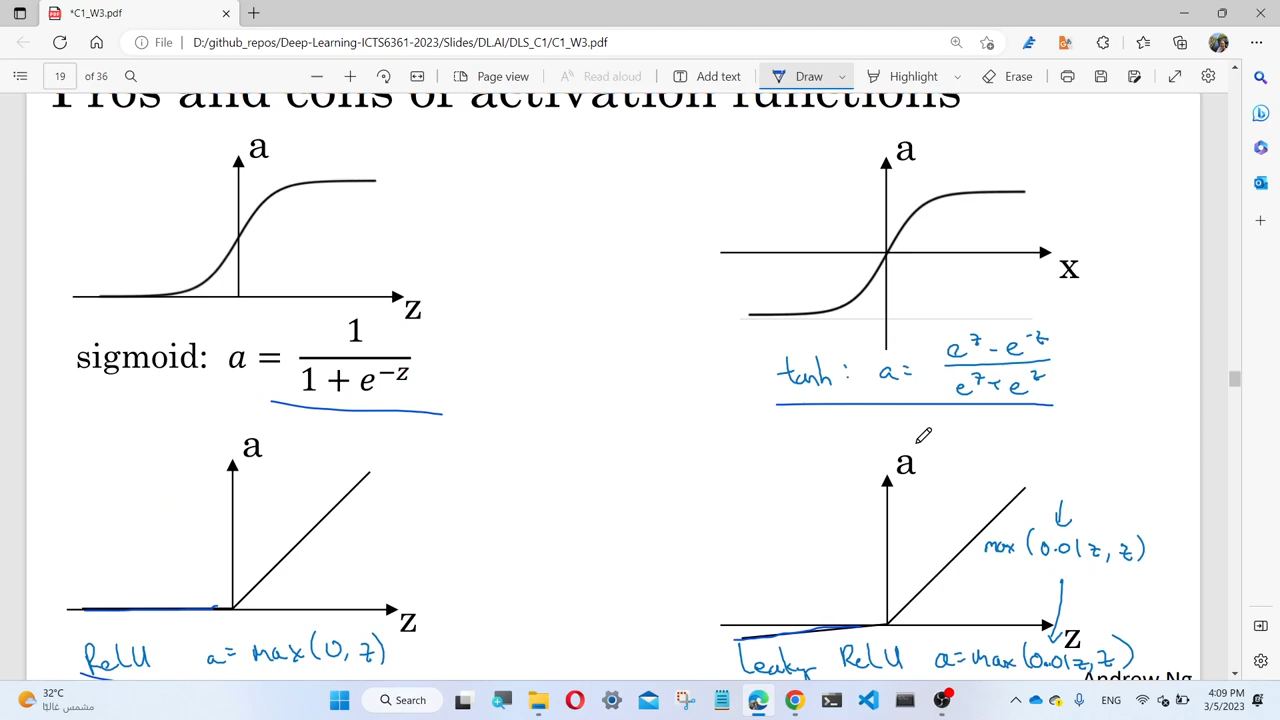 *C1_W3.pdf
File
D:/github_repos/Deep-Learning-ICTS6361-2023/Slides/DL.AI/DLS_C1/C1_W3.pdf
19 of 36
Page view
Read aloud
Add text
Draw
Highlight
Erase
Pros and cons of activation functions
a
z
sigmoid: a = 1 / (1 + e^{−z})
a
x
tanh: a = (e^z − e^{-z}) / (e^z + e^z)
a
z
ReLU a = max(0, z)
a
max(0.01z, z)
z
Leaky ReLU a = max(0.01z, z)
Andrew Ng
32°C
مشمس غالبًا
Search
ENG
4:09 PM
3/5/2023